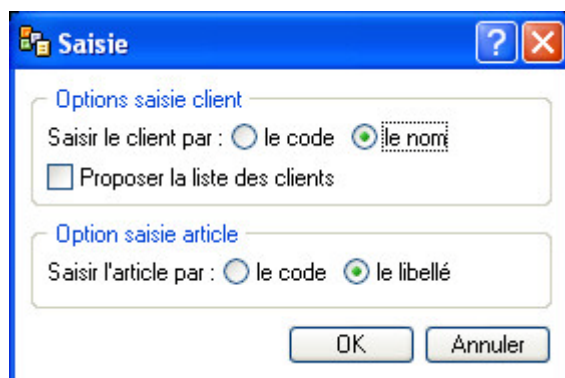 Saisie
Options saisie client
Saisir le client par : le code le nom
Proposer la liste des clients
Option saisie article
Saisir l'article par : le code le libellé
OK Annuler